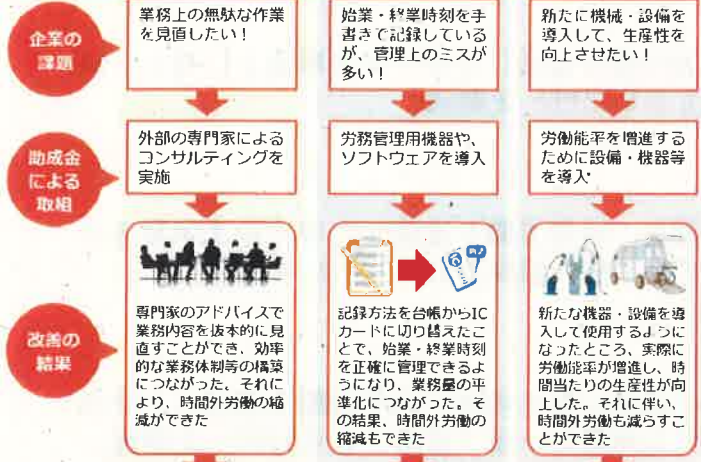 企業の
課題
業務上の無駄な作業
を見直したい！
始業・終業時刻を手
書きで記録している
が、管理上のミスが
多い！
新たに機械・設備を
導入して、生産性を
向上させたい！
助成金
による
取組
外部の専門家による
コンサルティングを
実施
労務管理用機器や、
ソフトウェアを導入
労働能率を増進する
ために設備・機器等
を導入
改善の
結果
専門家のアドバイスで
業務内容を抜本的に見
直すことができ、効率
的な業務体制等の構築
につながった。それに
より、時間外労働の縮
減ができた
記録方法を台帳からIC
カードに切り替えたこ
とで、始業・終業時刻
を正確に管理できるよ
うになり、業務量の平
準化につながった。そ
の結果、時間外労働の
縮減もできた
新たな機器・設備を導
入して使用するように
なったところ、実際に
労働能率が増進し、時
間当たりの生産性が向
上した。それに伴い、
時間外労働も減らすこ
とができた